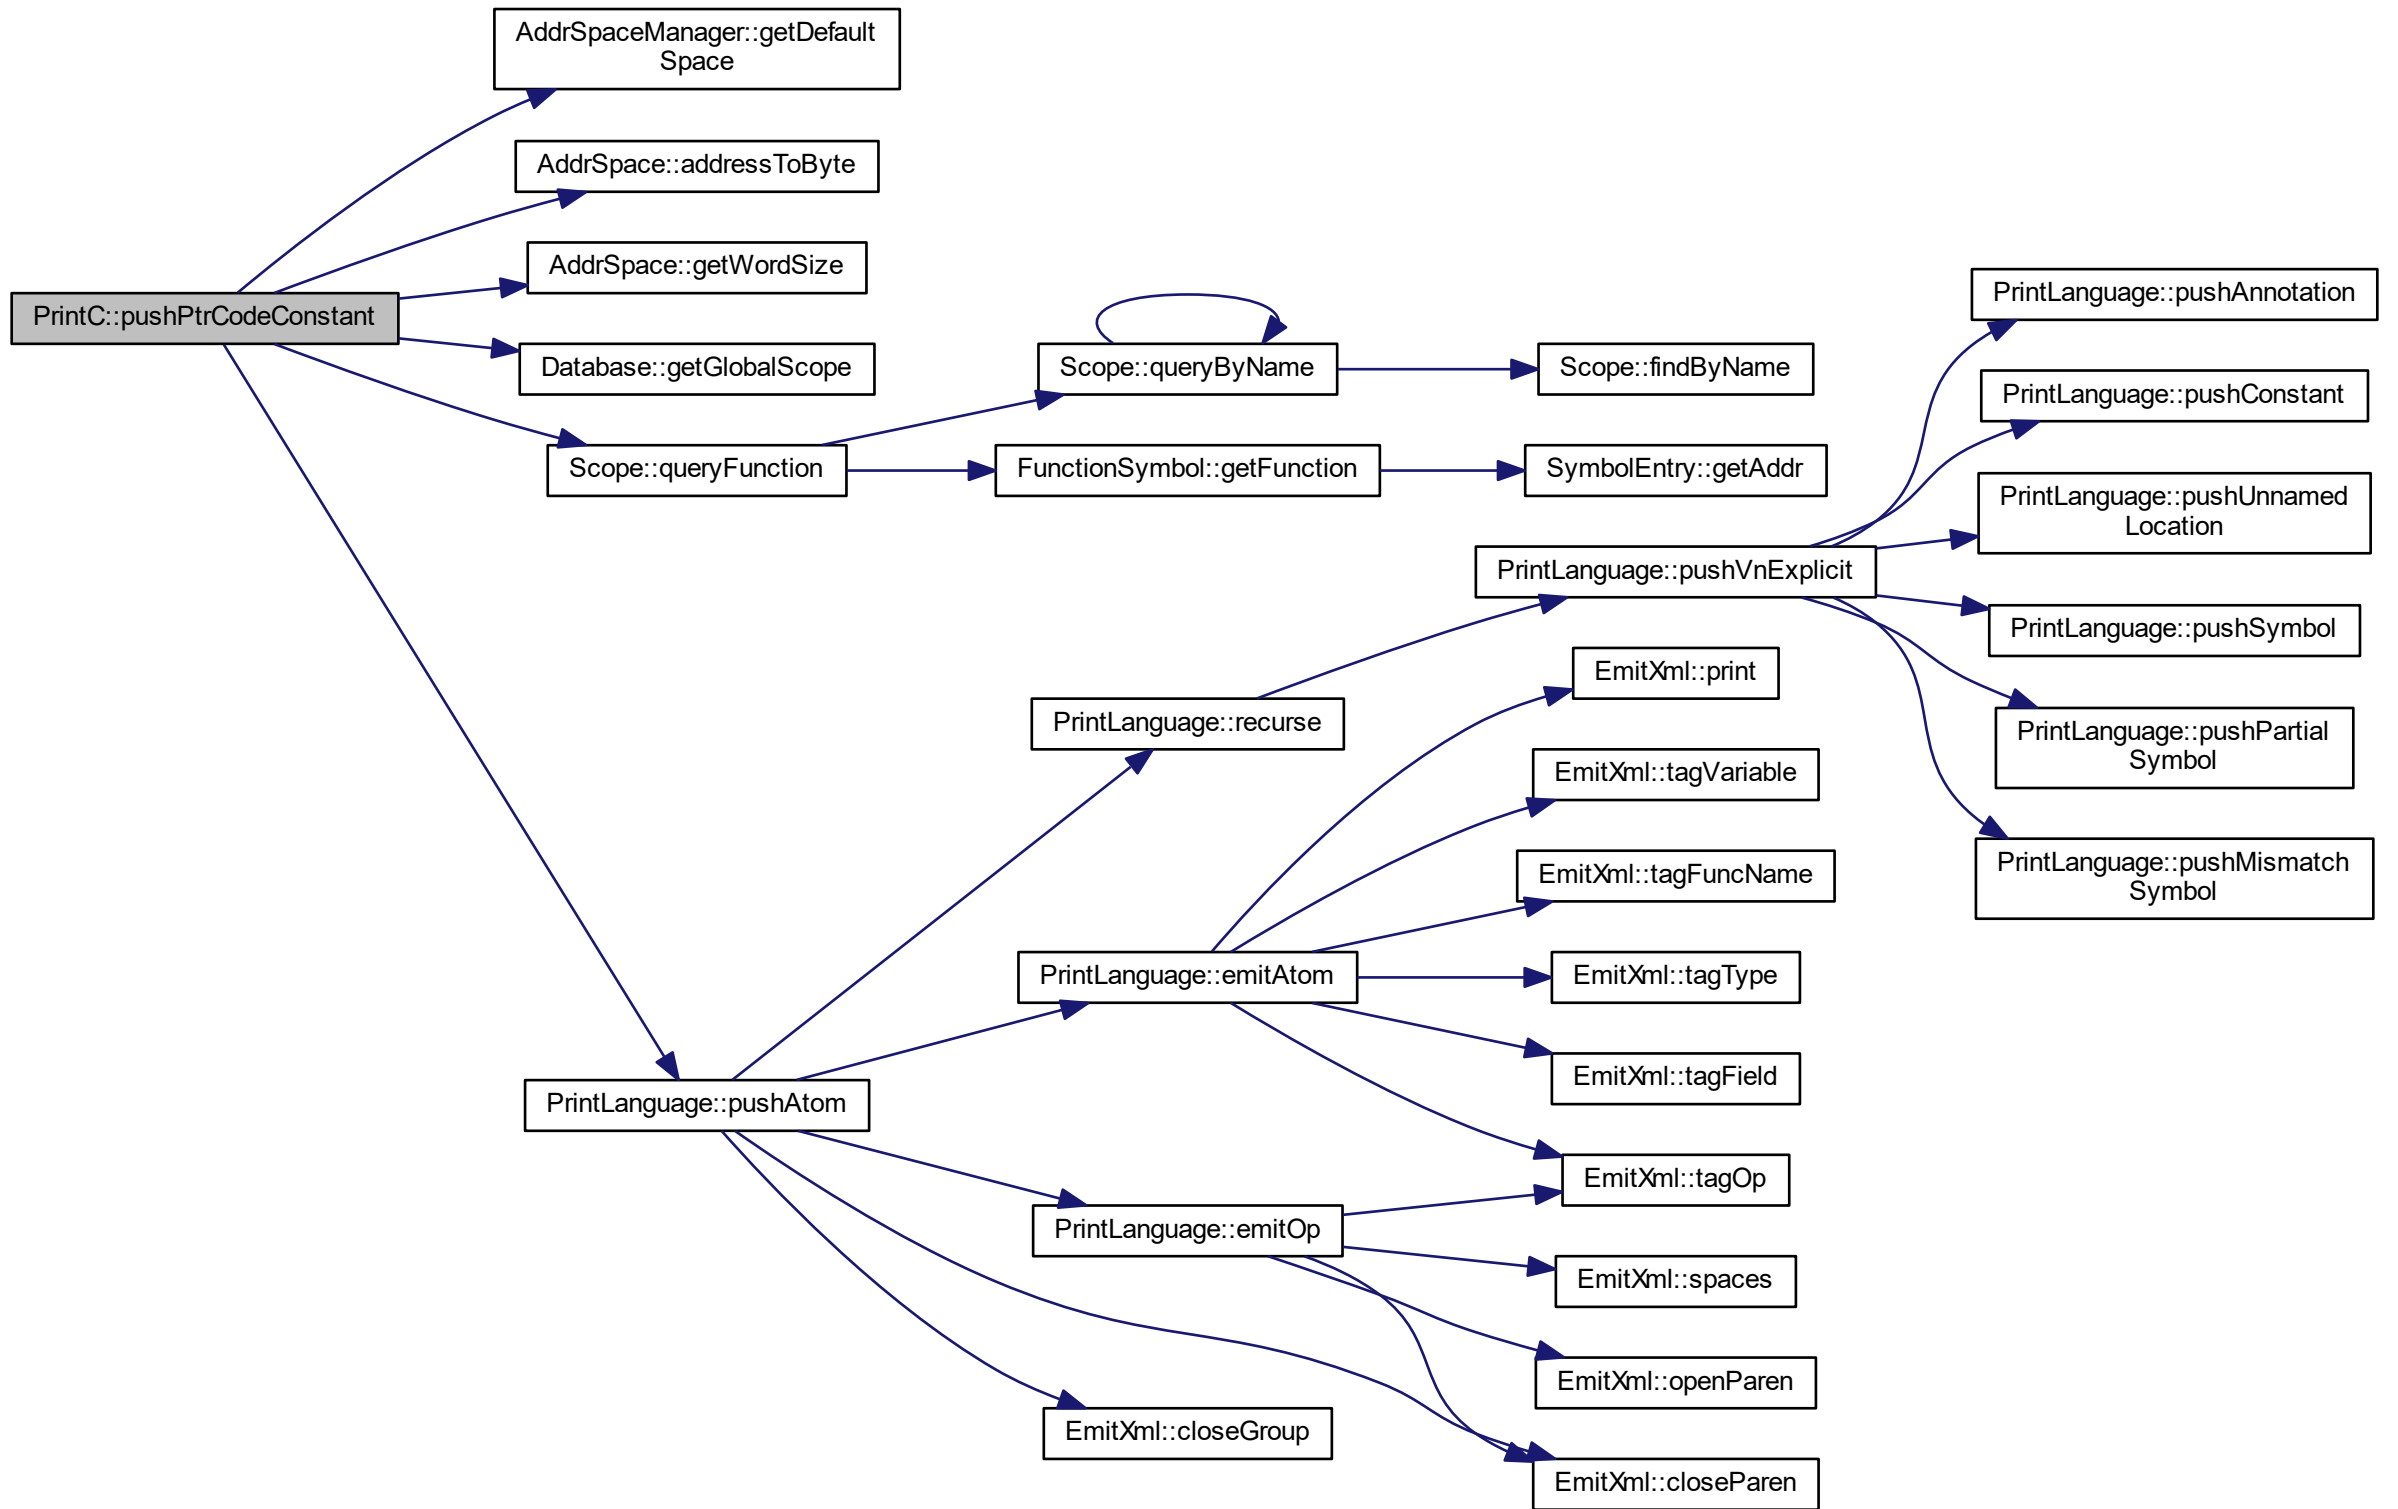 AddrSpaceManager::getDefault
Space
AddrSpace::addressToByte
AddrSpace::getWordSize
PrintC::pushPtrCodeConstant
Database::getGlobalScope
Scope::queryFunction
Scope::queryByName
Scope::findByName
FunctionSymbol::getFunction
SymbolEntry::getAddr
PrintLanguage::pushAtom
PrintLanguage::recurse
PrintLanguage::pushVnExplicit
PrintLanguage::pushAnnotation
PrintLanguage::pushConstant
PrintLanguage::pushUnnamed
Location
PrintLanguage::pushSymbol
PrintLanguage::pushPartial
Symbol
PrintLanguage::pushMismatch
Symbol
PrintLanguage::emitAtom
EmitXml::print
EmitXml::tagVariable
EmitXml::tagFuncName
EmitXml::tagType
EmitXml::tagField
EmitXml::tagOp
PrintLanguage::emitOp
EmitXml::spaces
EmitXml::openParen
EmitXml::closeParen
EmitXml::closeGroup